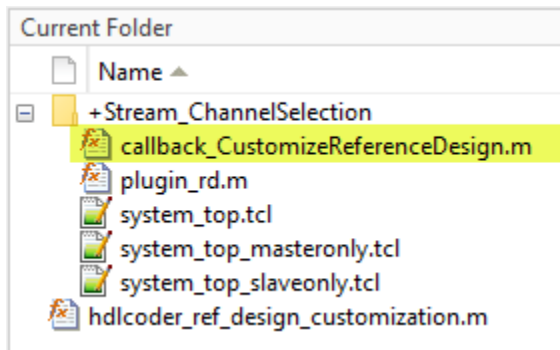 Current Folder
Name
+Stream_ChannelSelection
callback_CustomizeReferenceDesign.m
plugin_rd.m
system_top.tcl
system_top_masteronly.tcl
system_top_slaveonly.tcl
hdlcoder_ref_design_customization.m